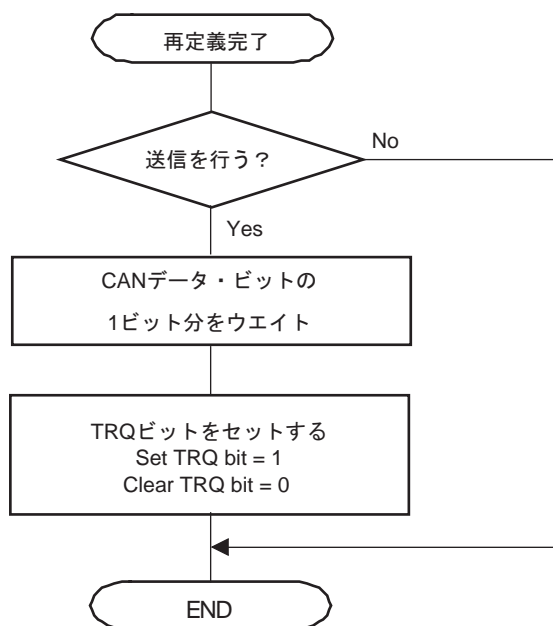 再定義完了
送信を行う？
No
Yes
CANデータ・ビットの
1ビット分をウエイト
TRQビットをセットする
Set TRQ bit = 1
Clear TRQ bit = 0
END